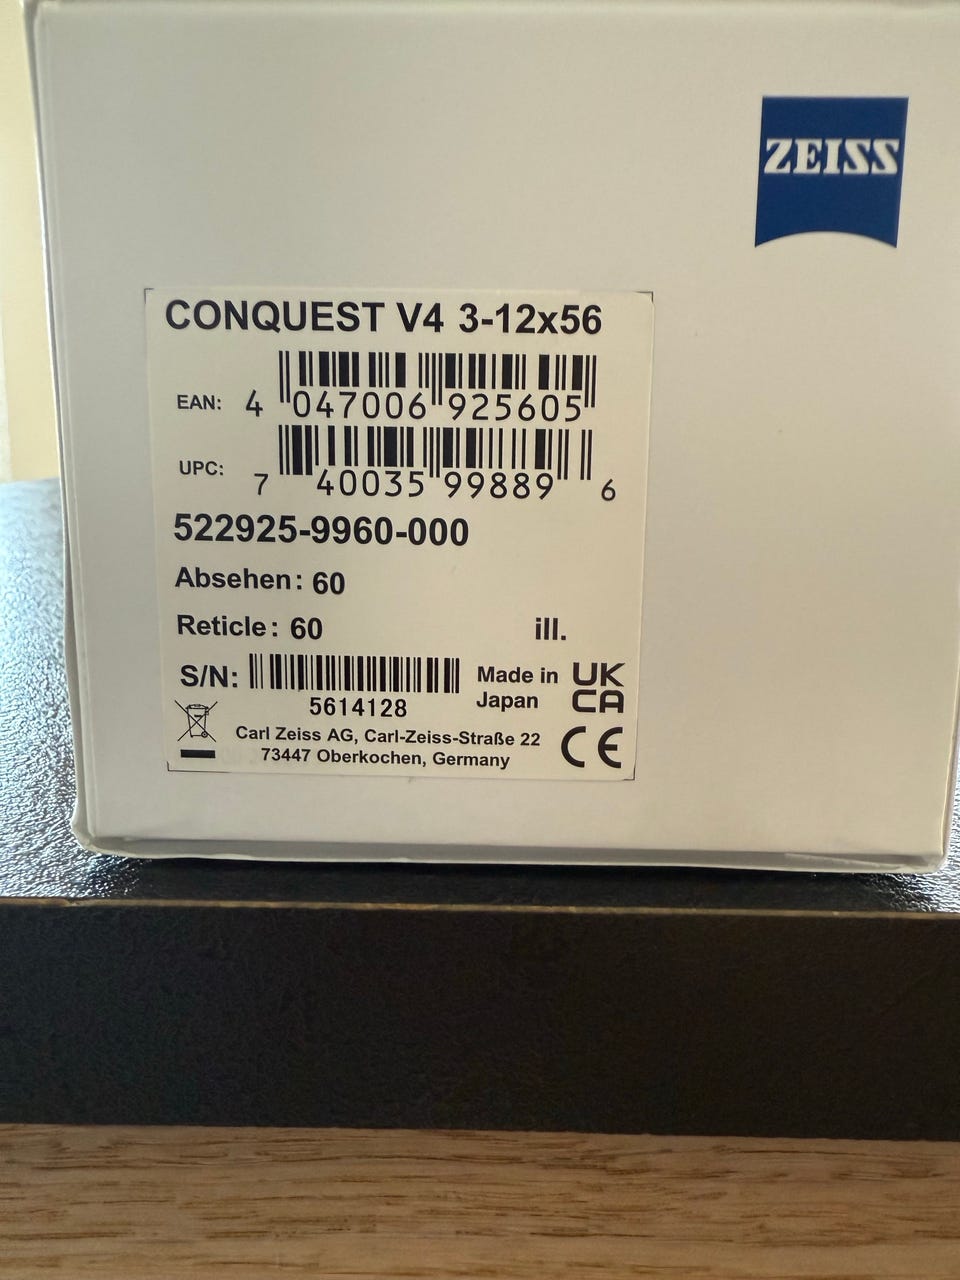 ZEISS
CONQUEST V4 3-12x56
EAN: 4 047006 925605
UPC: 7 40035 99889 6
522925-9960-000
Absehen: 60
Reticle: 60 ill.
S/N:
5614128
Made in
Japan
UK
CA
Carl Zeiss AG, Carl-Zeiss-Straße 22
73447 Oberkochen, Germany
CE